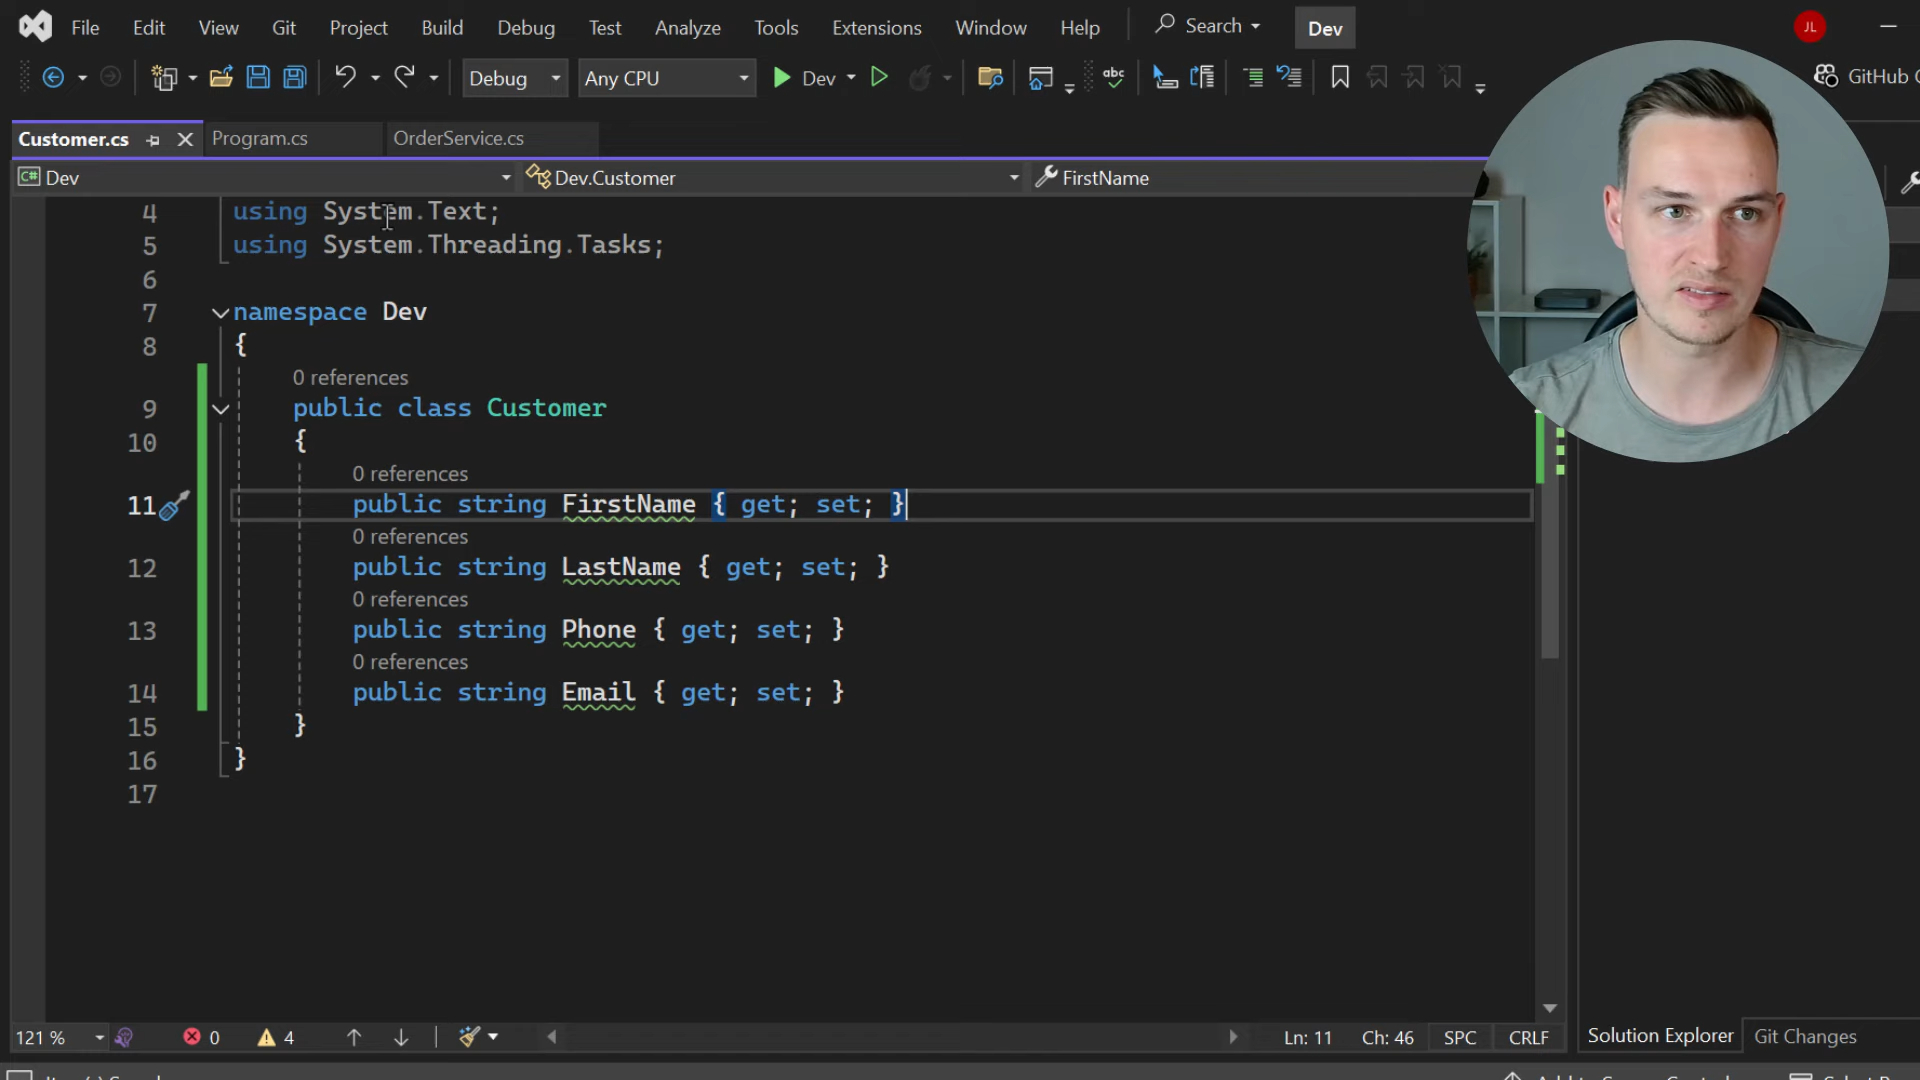 File Edit View Git Project Build Debug Test Analyze Tools Extensions Window Help Search Dev JL
Debug Any CPU Dev abc GitHub
Customer.cs Program.cs OrderService.cs
C# Dev Dev.Customer FirstName
4 using System.Text;
5 using System.Threading.Tasks;
6
7 namespace Dev
8 {
0 references
9 public class Customer
10 {
0 references
11 public string FirstName { get; set; }
0 references
12 public string LastName { get; set; }
0 references
13 public string Phone { get; set; }
0 references
14 public string Email { get; set; }
15 }
16 }
17
121 % 0 4 Ln: 11 Ch: 46 SPC CRLF Solution Explorer Git Changes